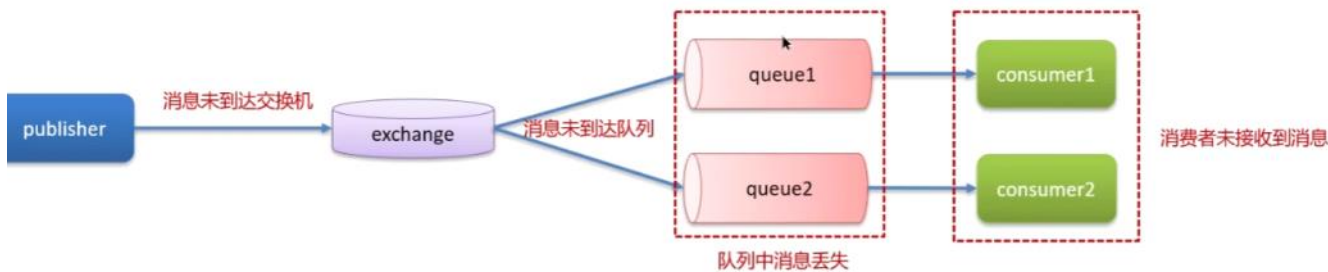 queue1
consumer1
消息未到达交换机
publisher
exchange
消息未到达队列
消费者未接收到消息
queue2
consumer2
队列中消息丢失